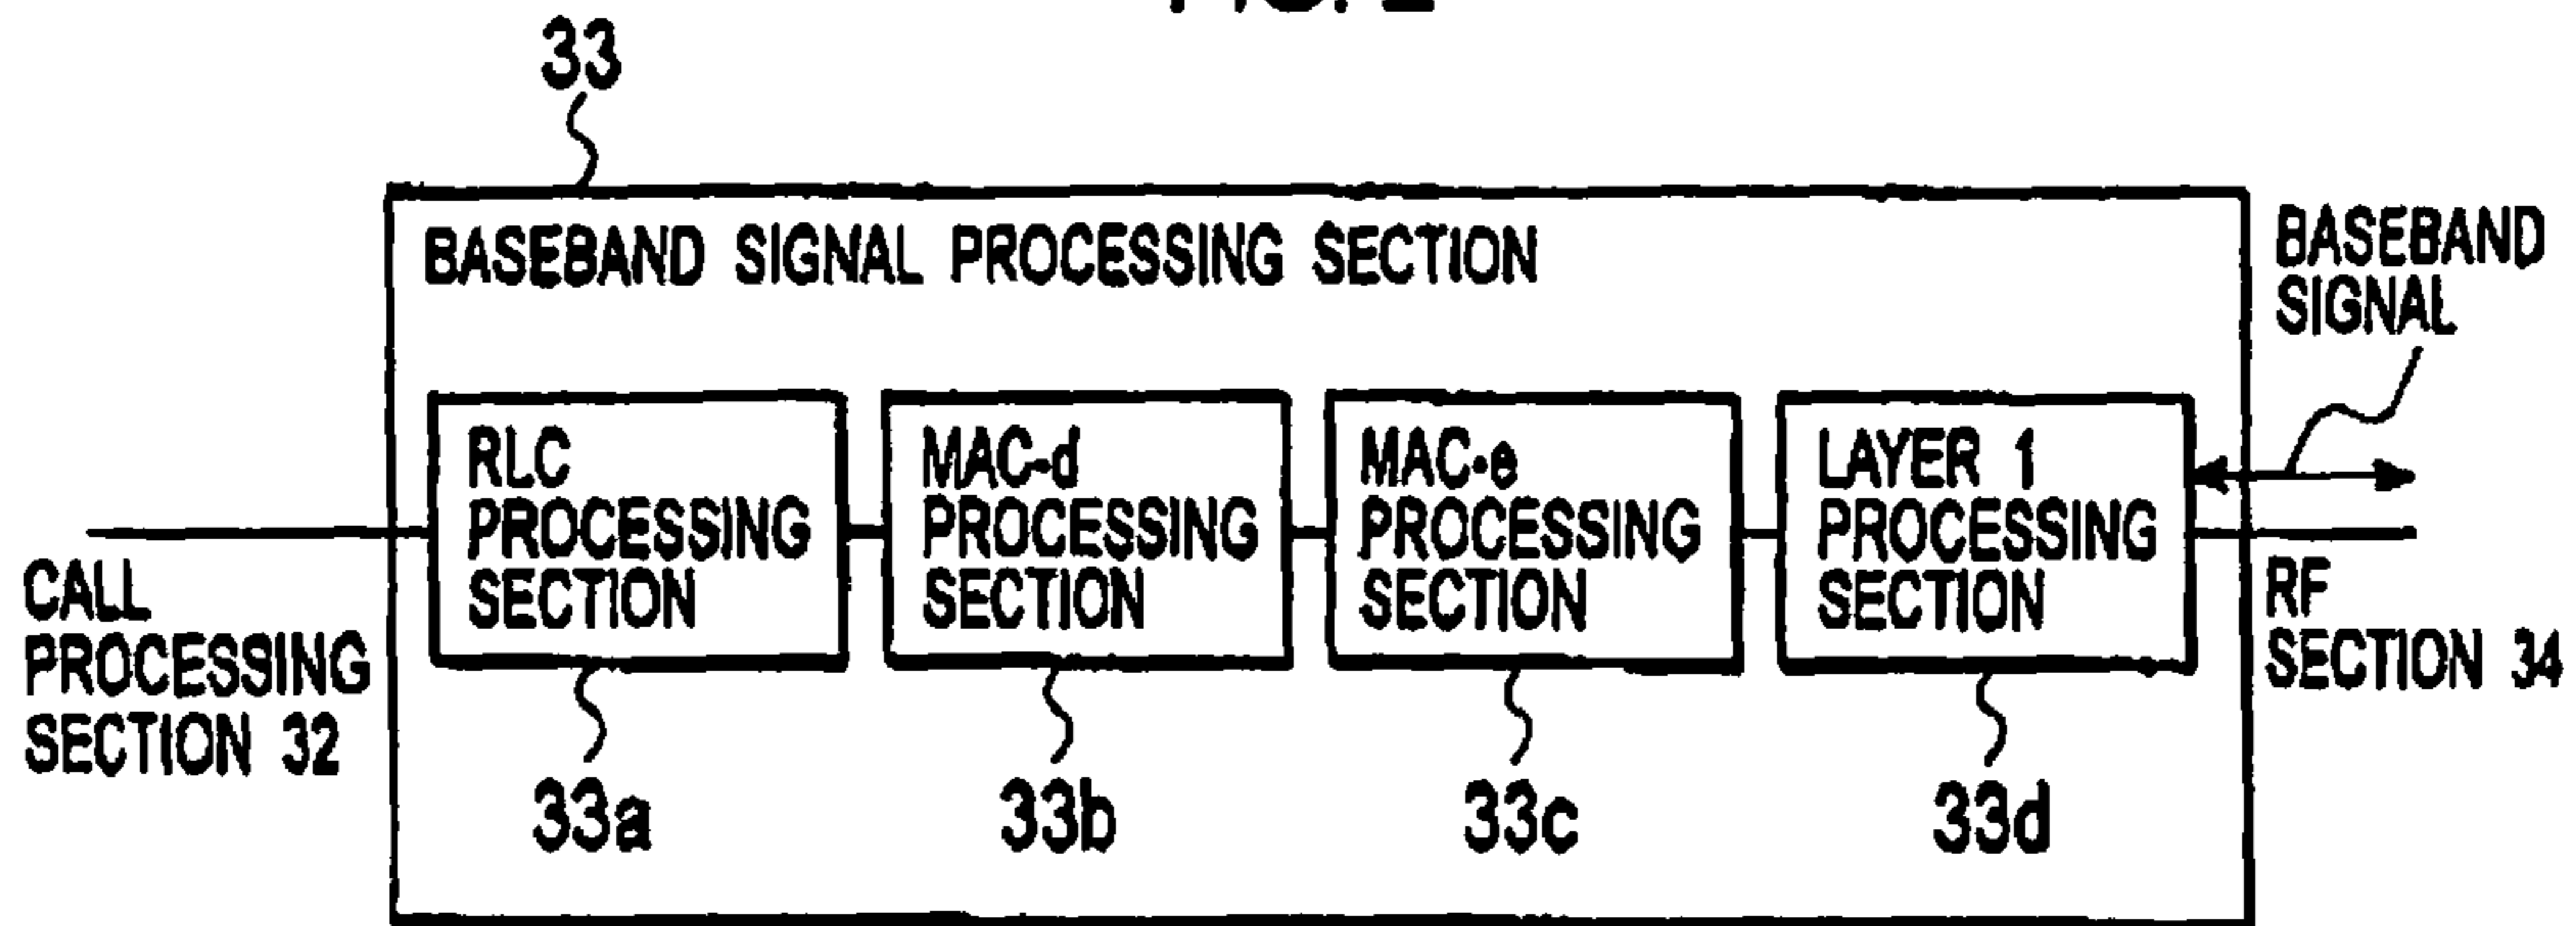 33
BASEBAND SIGNAL PROCESSING SECTION
BASEBAND
SIGNAL
RLC
PROCESSING
SECTION
MAC-d
PROCESSING
SECTION
MAC-e
PROCESSING
SECTION
LAYER 1
PROCESSING
SECTION
CALL
PROCESSING
SECTION 32
RF
SECTION 34
33a
33b
33c
33d